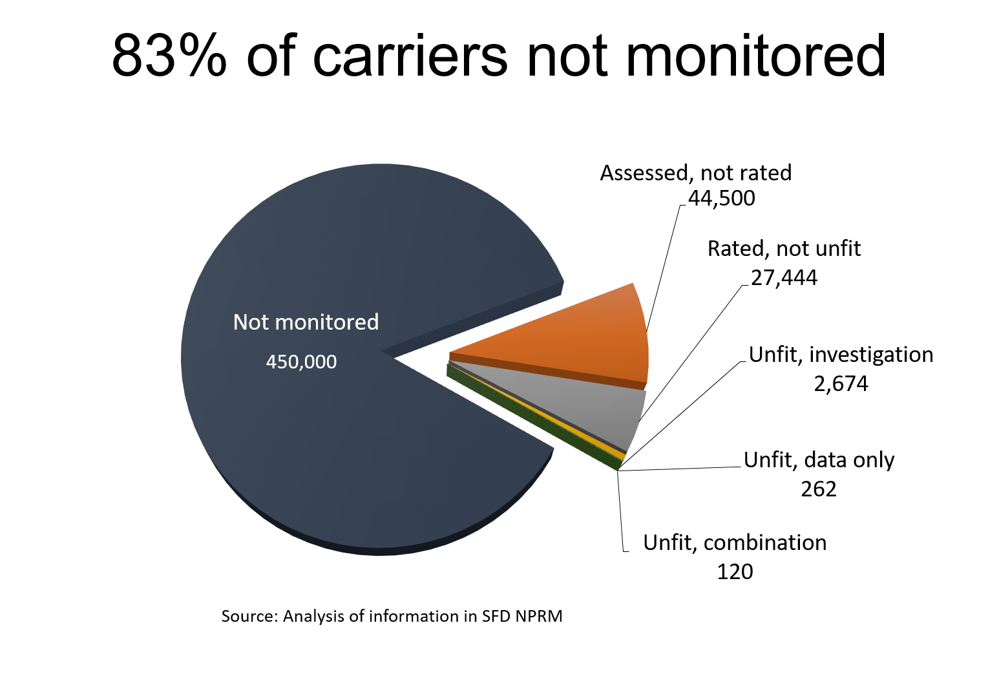 83% of carriers not monitored
Assessed, not rated
44,500
Rated, not unfit
27,444
Not monitored
450,000
Unfit, investigation
2,674
Unfit, data only
262
Unfit, combination
120
Source: Analysis of information in SFD NPRM